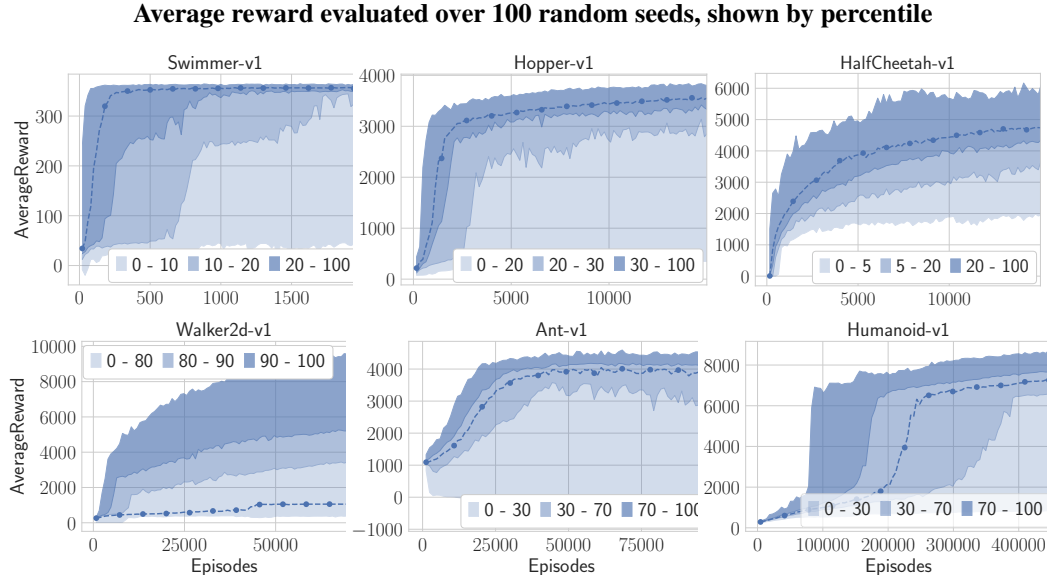 Average reward evaluated over 100 random seeds, shown by percentile
Swimmer-v1
AverageReward
300
200
100
0
0 - 10 10 - 20 20 - 100
0 500 1000 1500
Hopper-v1
4000
3000
2000
1000
0
0 - 20 20 - 30 30 - 100
0 5000 10000
HalfCheetah-v1
6000
5000
4000
3000
2000
1000
0
0 - 5 5 - 20 20 - 100
0 5000 10000
Walker2d-v1
AverageReward
10000
8000
6000
4000
2000
0
0 - 80 80 - 90 90 - 100
0 25000 50000
Episodes
Ant-v1
4000
3000
2000
1000
0
−1000
0 - 30 30 - 70 70 - 100
0 25000 50000 75000
Episodes
Humanoid-v1
8000
6000
4000
2000
0
0 - 30 30 - 70 70 - 100
0 100000 200000 300000 400000
Episodes